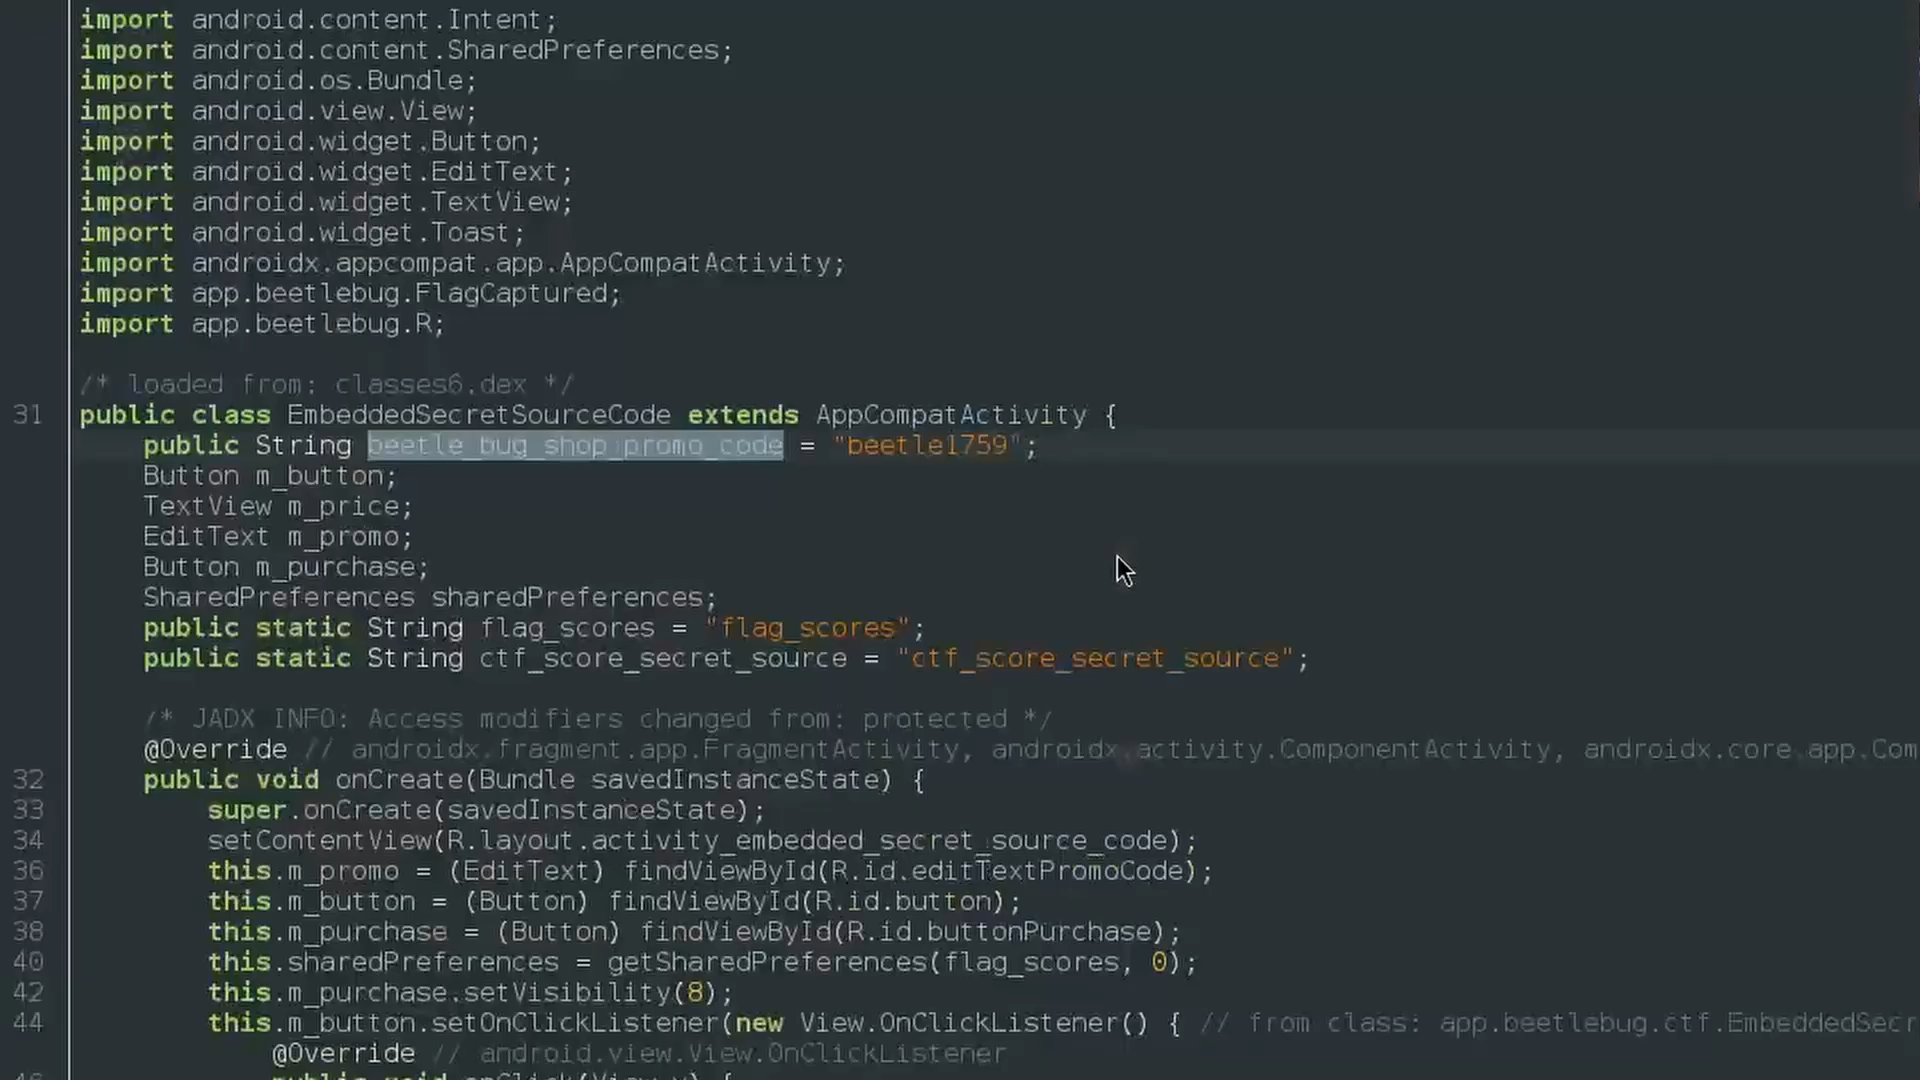 import android.content.Intent;
import android.content.SharedPreferences;
import android.os.Bundle;
import android.view.View;
import android.widget.Button;
import android.widget.EditText;
import android.widget.TextView;
import android.widget.Toast;
import androidx.appcompat.app.AppCompatActivity;
import app.beetlebug.FlagCaptured;
import app.beetlebug.R;
/* loaded from: classes6.dex */
31 public class EmbeddedSecretSourceCode extends AppCompatActivity {
public String beetle_bug_shop_promo_code = "beetle1759";
Button m_button;
TextView m_price;
EditText m_promo;
Button m_purchase;
SharedPreferences sharedPreferences;
public static String flag_scores = "flag_scores";
public static String ctf_score_secret_source = "ctf_score_secret_source";
/* JADX INFO: Access modifiers changed from: protected */
@Override // androidx.fragment.app.FragmentActivity, androidx.activity.ComponentActivity, androidx.core.app.Com
32 public void onCreate(Bundle savedInstanceState) {
33 super.onCreate(savedInstanceState);
34 setContentView(R.layout.activity_embedded_secret_source_code);
36 this.m_promo = (EditText) findViewById(R.id.editTextPromoCode);
37 this.m_button = (Button) findViewById(R.id.button);
38 this.m_purchase = (Button) findViewById(R.id.buttonPurchase);
40 this.sharedPreferences = getSharedPreferences(flag_scores, 0);
42 this.m_purchase.setVisibility(8);
44 this.m_button.setOnClickListener(new View.OnClickListener() { // from class: app.beetlebug.ctf.EmbeddedSecr
@Override // android.view.View.OnClickListener